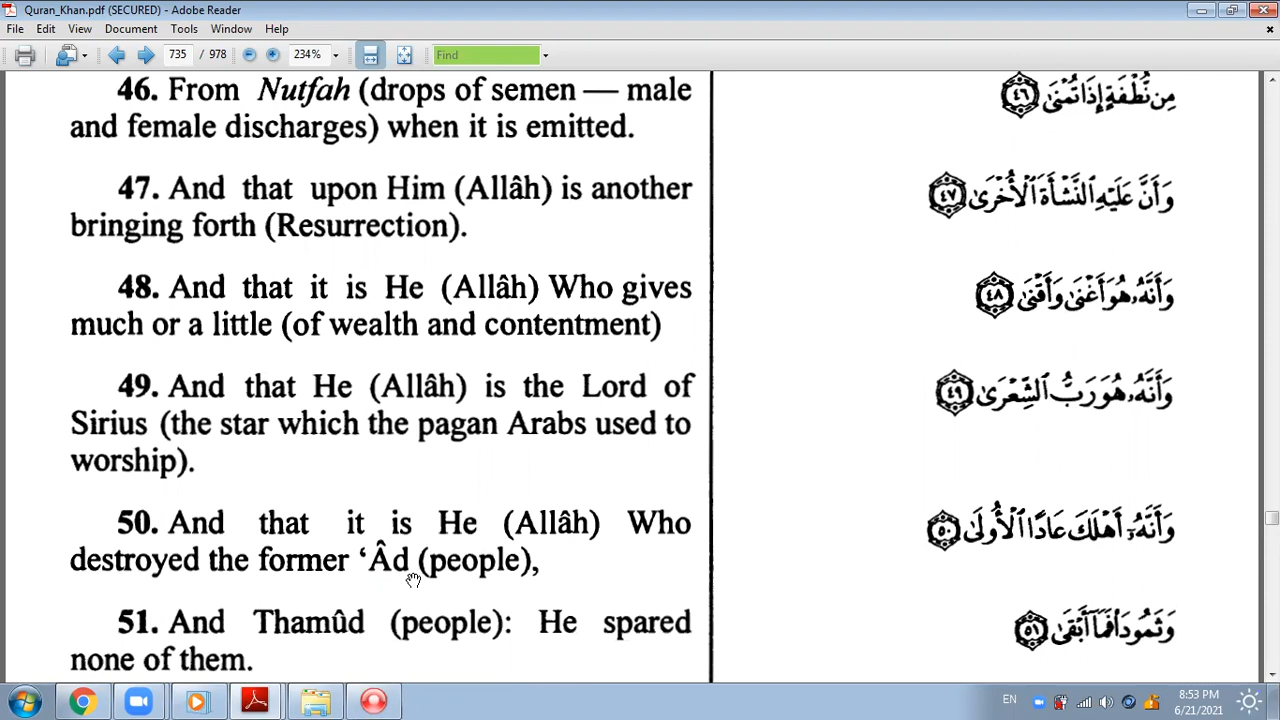 Quran_Khan.pdf (SECURED) - Adobe Reader
File Edit View Document Tools Window Help
735 / 978 234% Find
46. From Nutfah (drops of semen — male
and female discharges) when it is emitted.
مِن نُّطْفَةٍ إِذَا تُمْنَىٰ ٤٦
47. And that upon Him (Allâh) is another
bringing forth (Resurrection).
وَأَنَّ عَلَيْهِ ٱلنَّشْأَةَ ٱلْأُخْرَىٰ ٤٧
48. And that it is He (Allâh) Who gives
much or a little (of wealth and contentment)
وَأَنَّهُۥ هُوَ أَغْنَىٰ وَأَقْنَىٰ ٤٨
49. And that He (Allâh) is the Lord of
Sirius (the star which the pagan Arabs used to
worship).
وَأَنَّهُۥ هُوَ رَبُّ ٱلشِّعْرَىٰ ٤٩
50. And that it is He (Allâh) Who
destroyed the former ‘Âd (people),
وَأَنَّهُۥٓ أَهْلَكَ عَادًا ٱلْأُولَىٰ ٥٠
51. And Thamûd (people): He spared
none of them.
وَثَمُودَا۟ فَمَآ أَبْقَىٰ ٥١
EN 8:53 PM
6/21/2021